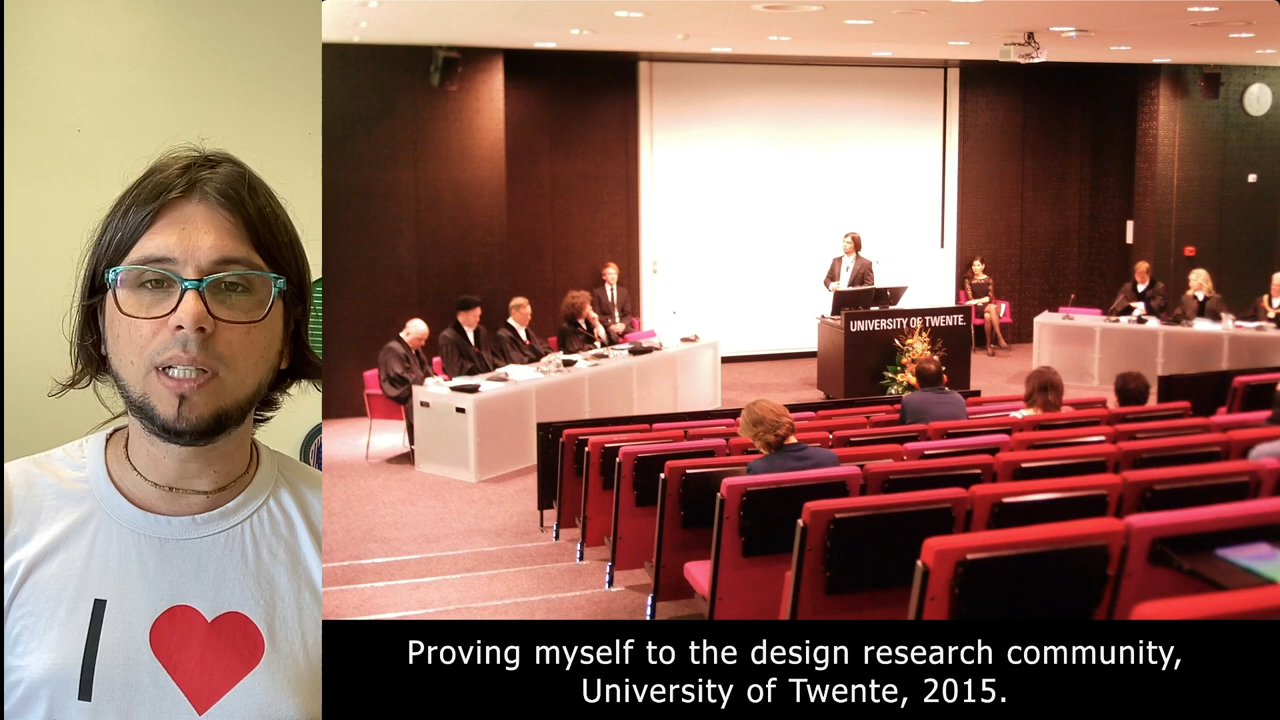 I
UNIVERSITY OF TWENTE.
Proving myself to the design research community,
University of Twente, 2015.